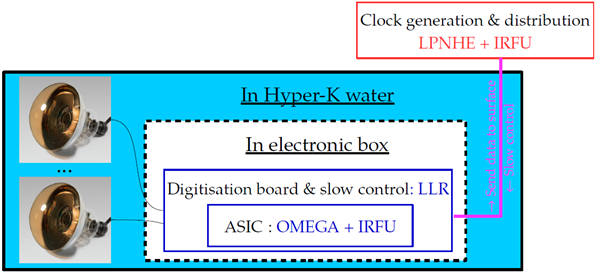 Clock generation & distribution
LPNHE + IRFU
In Hyper-K water
In electronic box
...
Digitisation board & slow control: LLR
ASIC : OMEGA + IRFU
→ Send data to surface
← Slow control